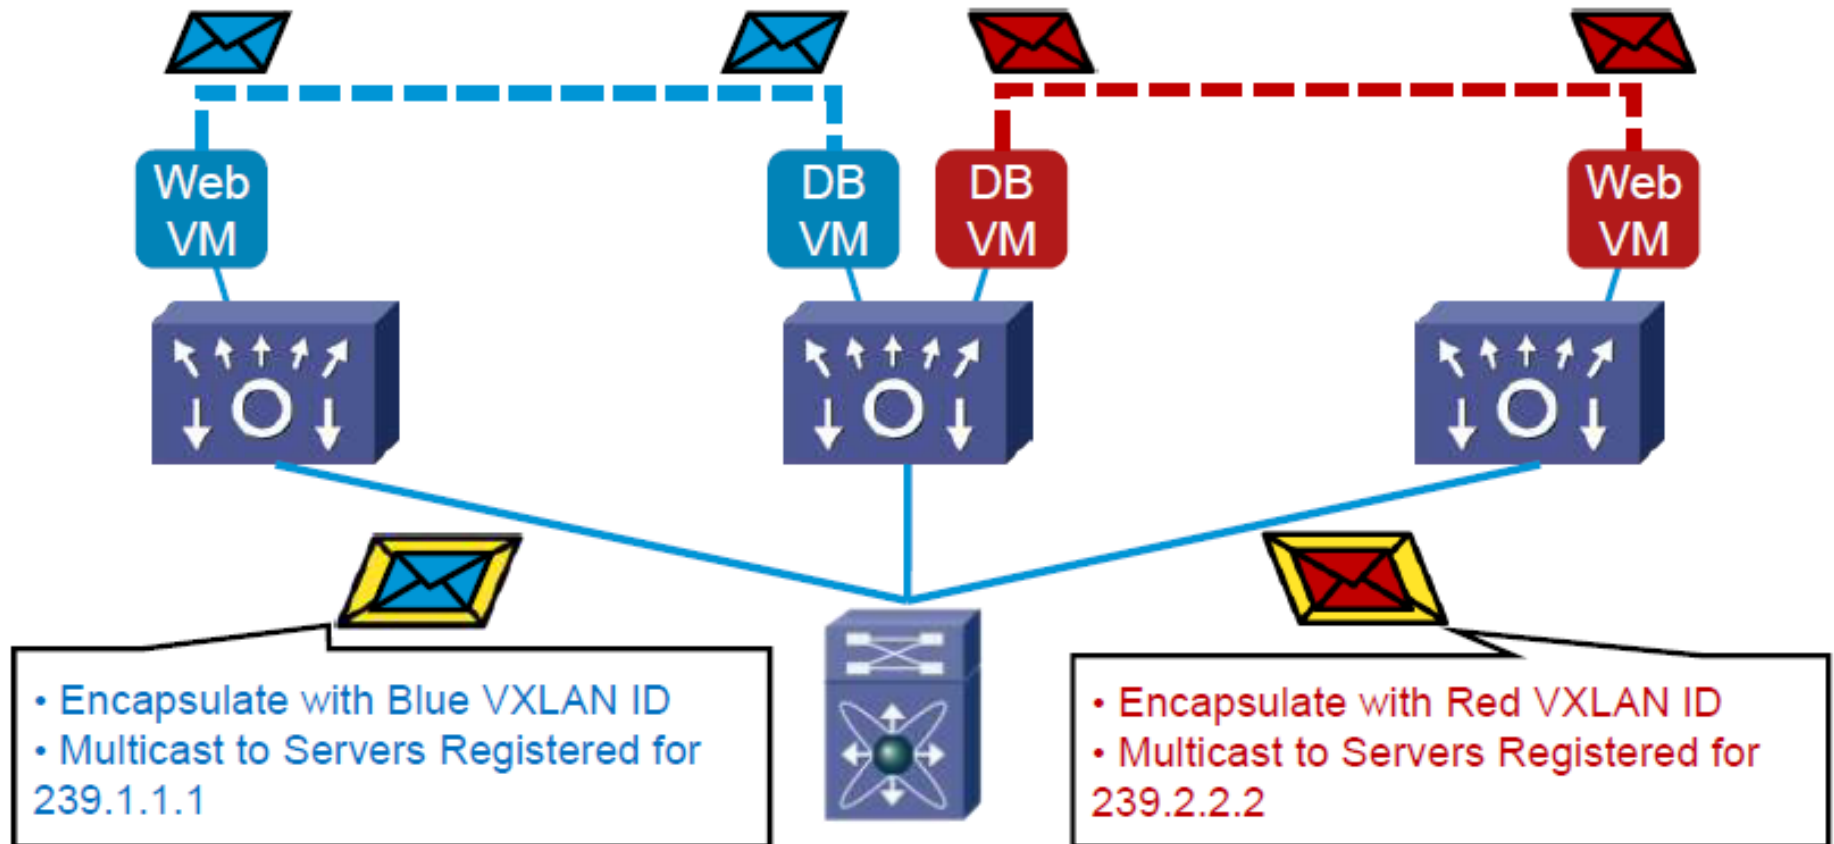 Web
VM
DB
VM
DB
VM
Web
VM
• Encapsulate with Blue VXLAN ID
• Multicast to Servers Registered for
239.1.1.1
• Encapsulate with Red VXLAN ID
• Multicast to Servers Registered for
239.2.2.2